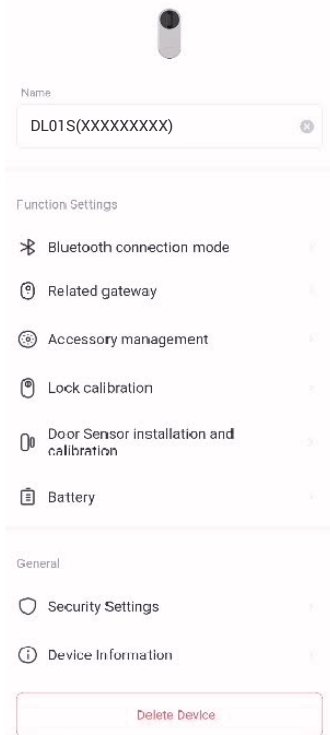 Name
DL01S(XXXXXXXXX)
Function Settings
Bluetooth connection mode
Related gateway
Accessory management
Lock calibration
Door Sensor installation and
calibration
Battery
General
Security Settings
Device Information
Delete Device